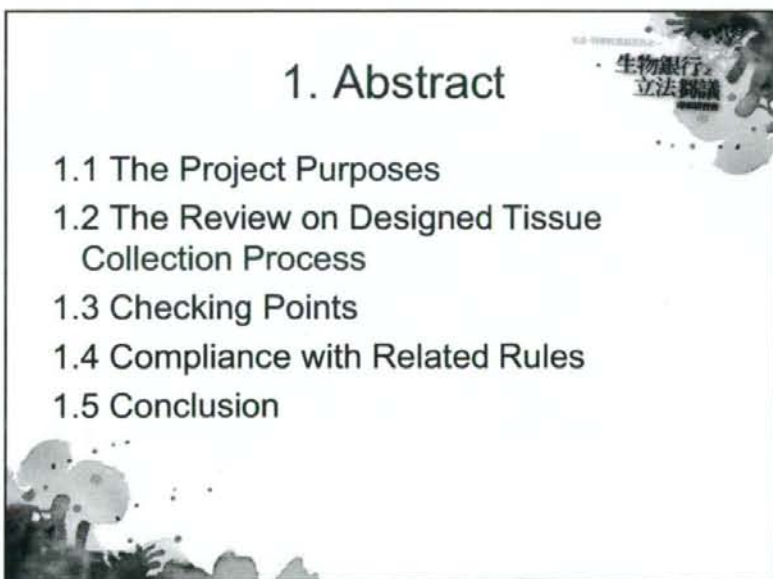 生物銀行之
立法芻議
1. Abstract
1.1 The Project Purposes
1.2 The Review on Designed Tissue
Collection Process
1.3 Checking Points
1.4 Compliance with Related Rules
1.5 Conclusion